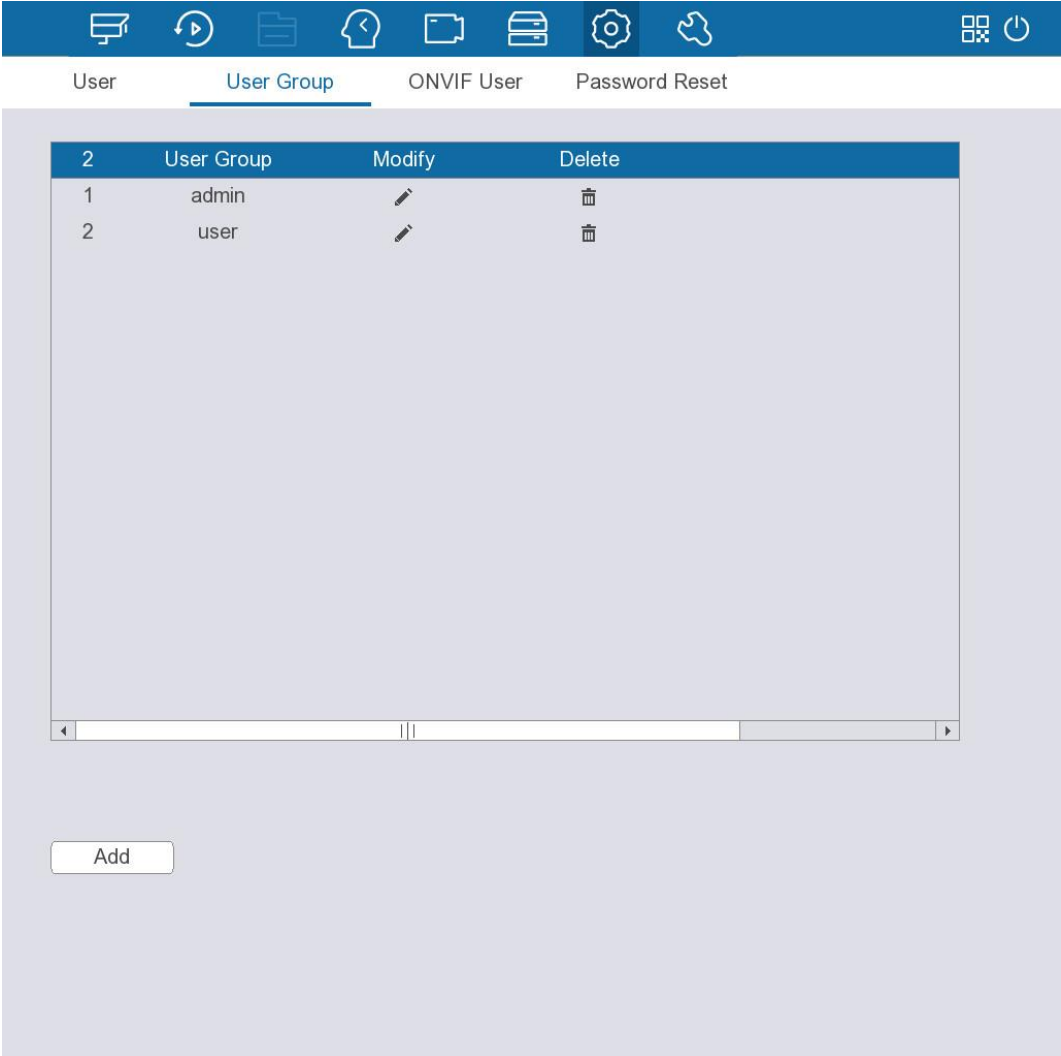 User User Group ONVIF User Password Reset
2 User Group Modify Delete
1 admin
2 user
Add